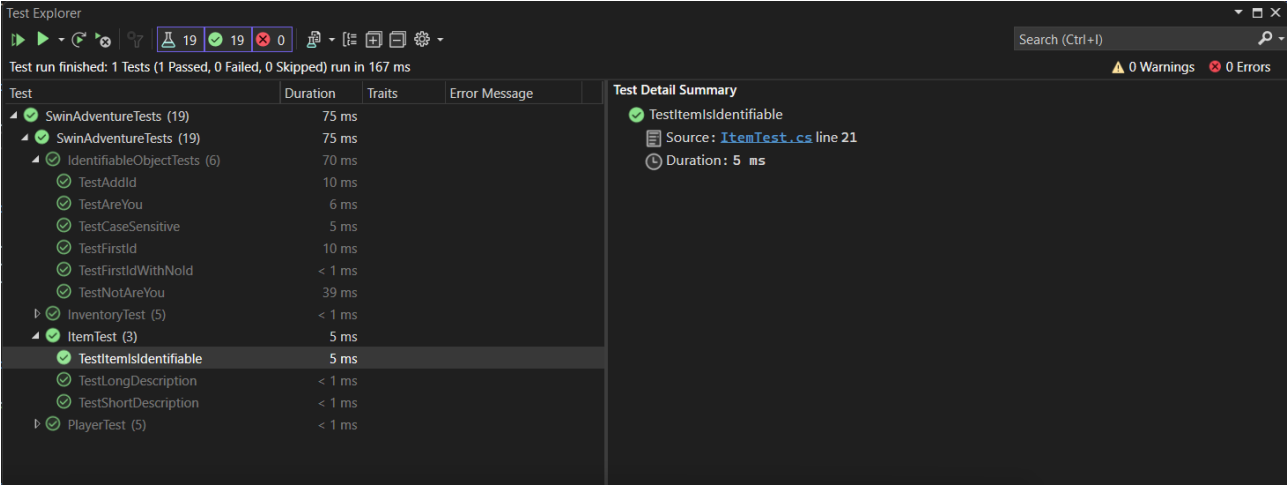 Test Explorer
19 19 0 Search (Ctrl+I)
Test run finished: 1 Tests (1 Passed, 0 Failed, 0 Skipped) run in 167 ms 0 Warnings 0 Errors
Test Duration Traits Error Message
SwinAdventureTests (19) 75 ms
SwinAdventureTests (19) 75 ms
IdentifiableObjectTests (6) 70 ms
TestAddId 10 ms
TestAreYou 6 ms
TestCaseSensitive 5 ms
TestFirstId 10 ms
TestFirstIdWithNoId < 1 ms
TestNotAreYou 39 ms
InventoryTest (5) < 1 ms
ItemTest (3) 5 ms
TestItemIsIdentifiable 5 ms
TestLongDescription < 1 ms
TestShortDescription < 1 ms
PlayerTest (5) < 1 ms
Test Detail Summary
TestItemIsIdentifiable
Source: ItemTest.cs line 21
Duration: 5 ms